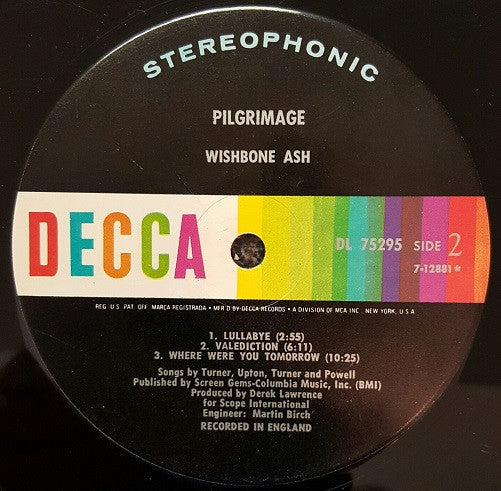 STEREOPHONIC
PILGRIMAGE
WISHBONE ASH
DECCA
DL 75295 SIDE 2
7-12881*
REG. U.S. PAT. OFF. MARCA REGISTRADA • MFR'D BY DECCA RECORDS • A DIVISION OF MCA INC., NEW YORK, U.S.A.
1. LULLABYE (2:55)
2. VALEDICTION (6:11)
3. WHERE WERE YOU TOMORROW (10:25)
Songs by Turner, Upton, Turner and Powell
Published by Screen Gems-Columbia Music, Inc. (BMI)
Produced by Derek Lawrence
for Scope International
Engineer: Martin Birch
RECORDED IN ENGLAND